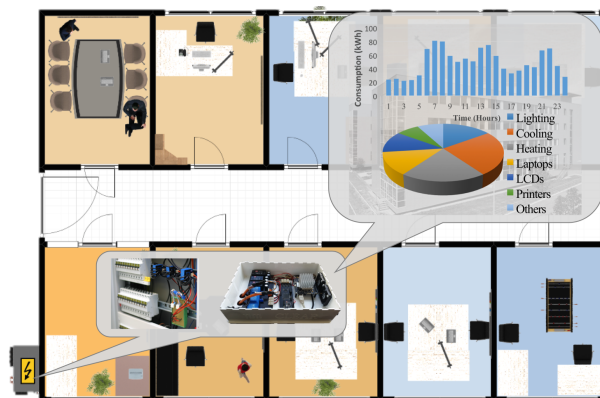 Consumption (kWh)
100
80
60
40
20
0
1 3 5 7 9 11 13 15 17 19 21 23
Time (Hours)
Lighting
Cooling
Heating
Laptops
LCDs
Printers
Others